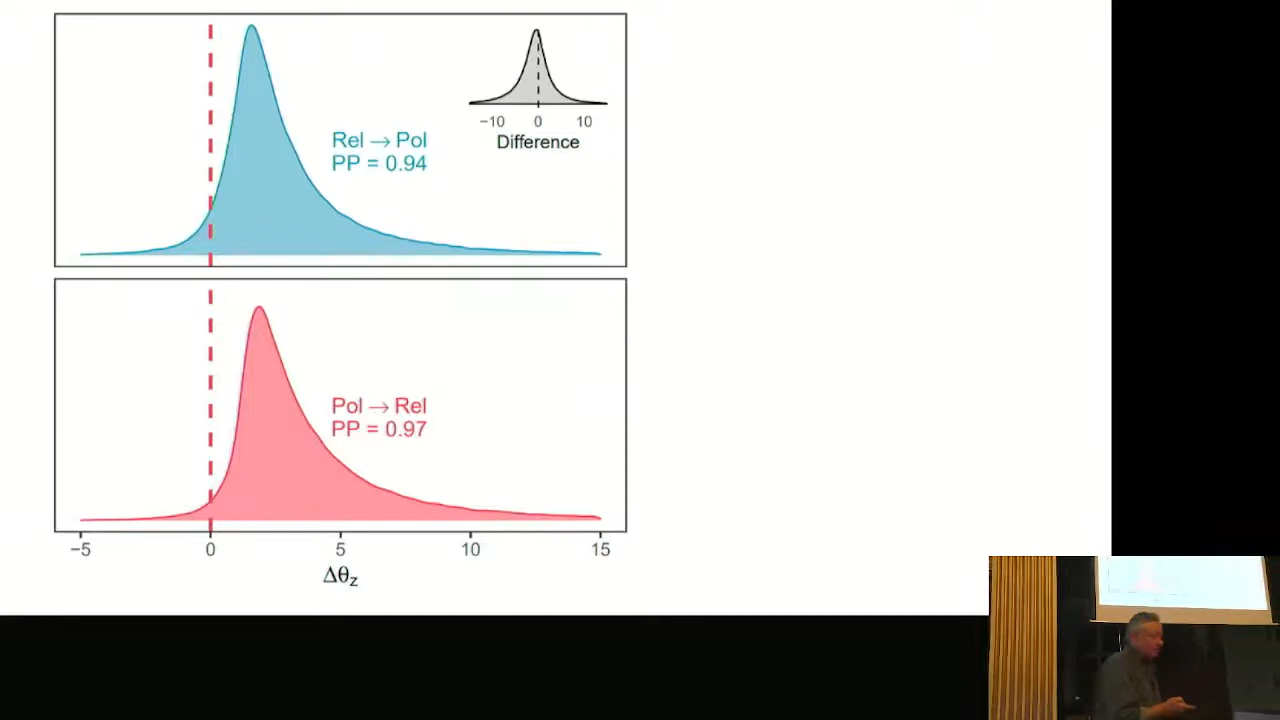 Rel → Pol
PP = 0.94
−10 0 10
Difference
Pol → Rel
PP = 0.97
−5 0 5 10 15
Δθz